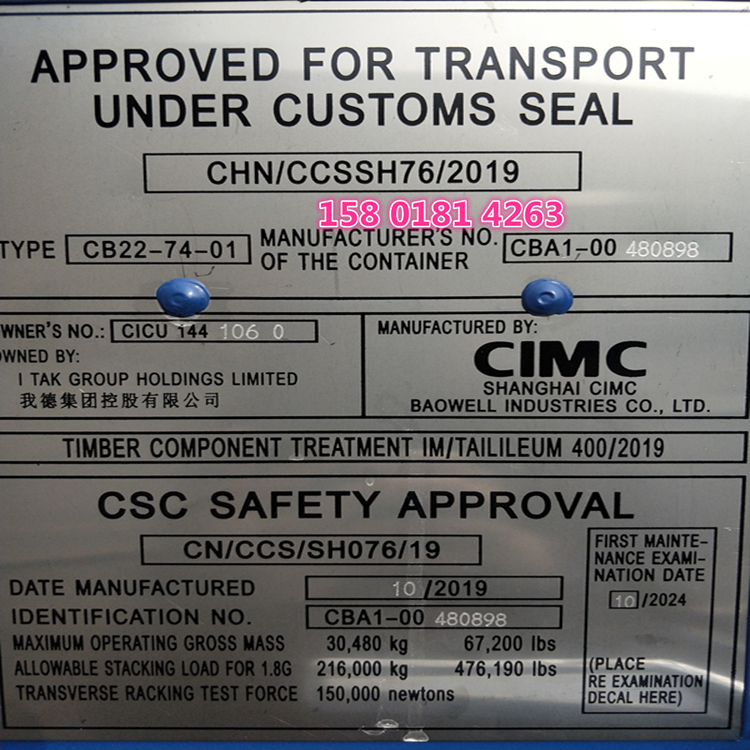 APPROVED FOR TRANSPORT
UNDER CUSTOMS SEAL
CHN/CCSSH76/2019
158 0181 4263
TYPE CB22-74-01
MANUFACTURER'S NO.
OF THE CONTAINER
CBA1-00 480898
WNER'S NO.: CICU 144 106 0
OWNED BY:
I TAK GROUP HOLDINGS LIMITED
我德集团控股有限公司
MANUFACTURED BY:
CIMC
SHANGHAI CIMC
BAOWELL INDUSTRIES CO., LTD.
TIMBER COMPONENT TREATMENT IM/TAILILEUM 400/2019
CSC SAFETY APPROVAL
CN/CCS/SH076/19
DATE MANUFACTURED 10/2019
IDENTIFICATION NO. CBA1-00 480898
MAXIMUM OPERATING GROSS MASS 30,480 kg 67,200 lbs
ALLOWABLE STACKING LOAD FOR 1.8G 216,000 kg 476,190 lbs
TRANSVERSE RACKING TEST FORCE 150,000 newtons
FIRST MAINTE-
NANCE EXAMI-
NATION DATE
10/2024
(PLACE
RE EXAMINATION
DECAL HERE)